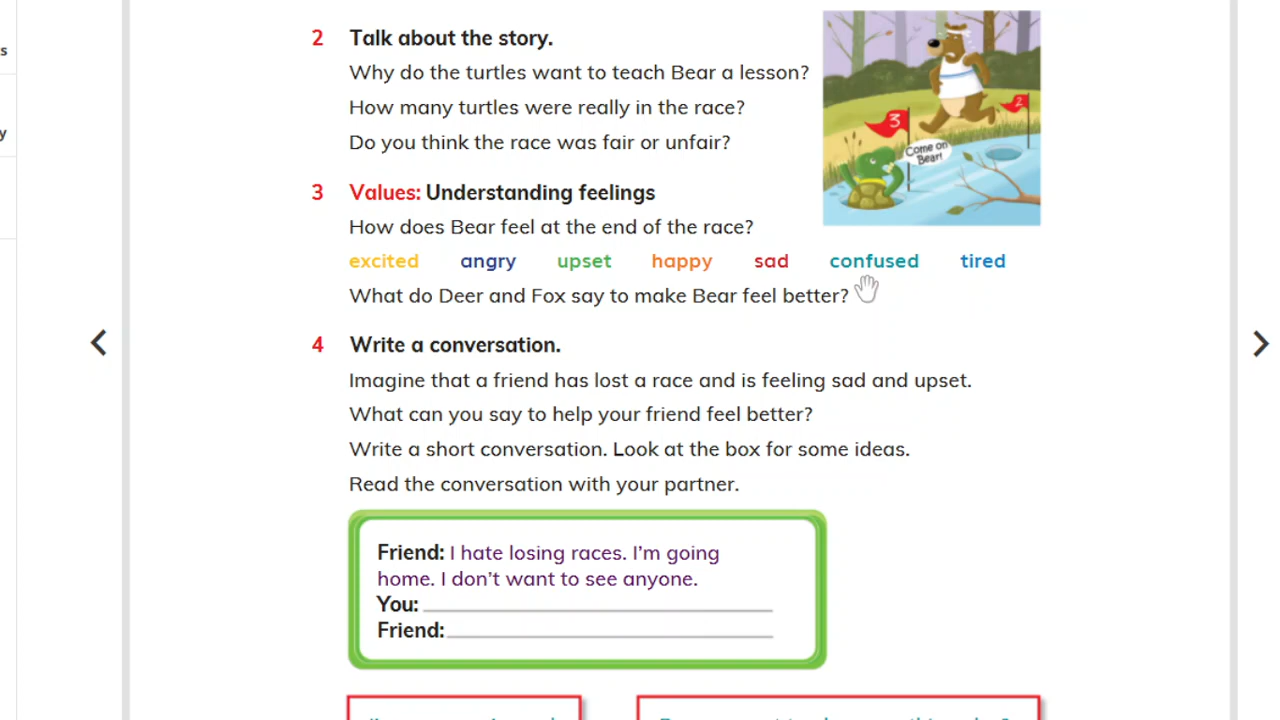 s
y
2 Talk about the story.
Why do the turtles want to teach Bear a lesson?
How many turtles were really in the race?
Do you think the race was fair or unfair?
2
3
Come on
Bear!
3 Values: Understanding feelings
How does Bear feel at the end of the race?
excited angry upset happy sad confused tired
What do Deer and Fox say to make Bear feel better?
4 Write a conversation.
Imagine that a friend has lost a race and is feeling sad and upset.
What can you say to help your friend feel better?
Write a short conversation. Look at the box for some ideas.
Read the conversation with your partner.
Friend: I hate losing races. I'm going
home. I don't want to see anyone.
You:
Friend: